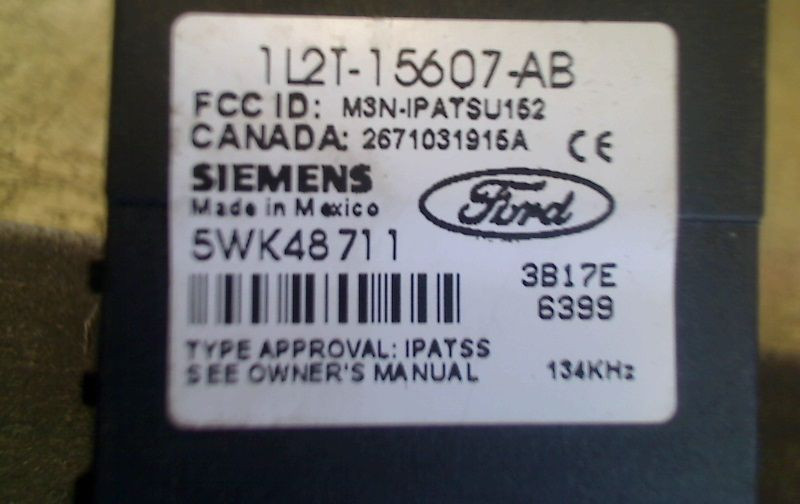 1L2T-15607-AB
FCC ID: M3N-IPATSU152
CANADA: 2671031915A
CE
SIEMENS
Made in Mexico
Ford
5WK48711
3B17E
6399
TYPE APPROVAL: IPATSS
SEE OWNER'S MANUAL 134KHz